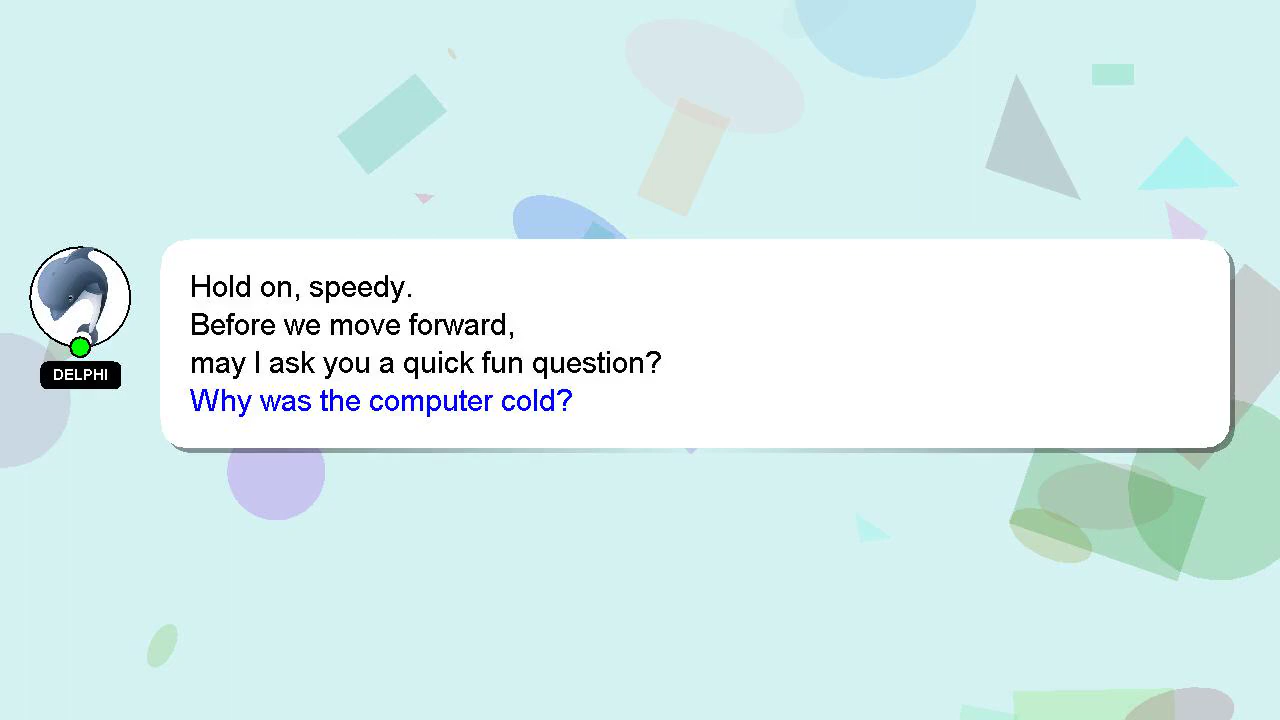 Hold on, speedy.
Before we move forward,
may I ask you a quick fun question?
Why was the computer cold?
DELPHI